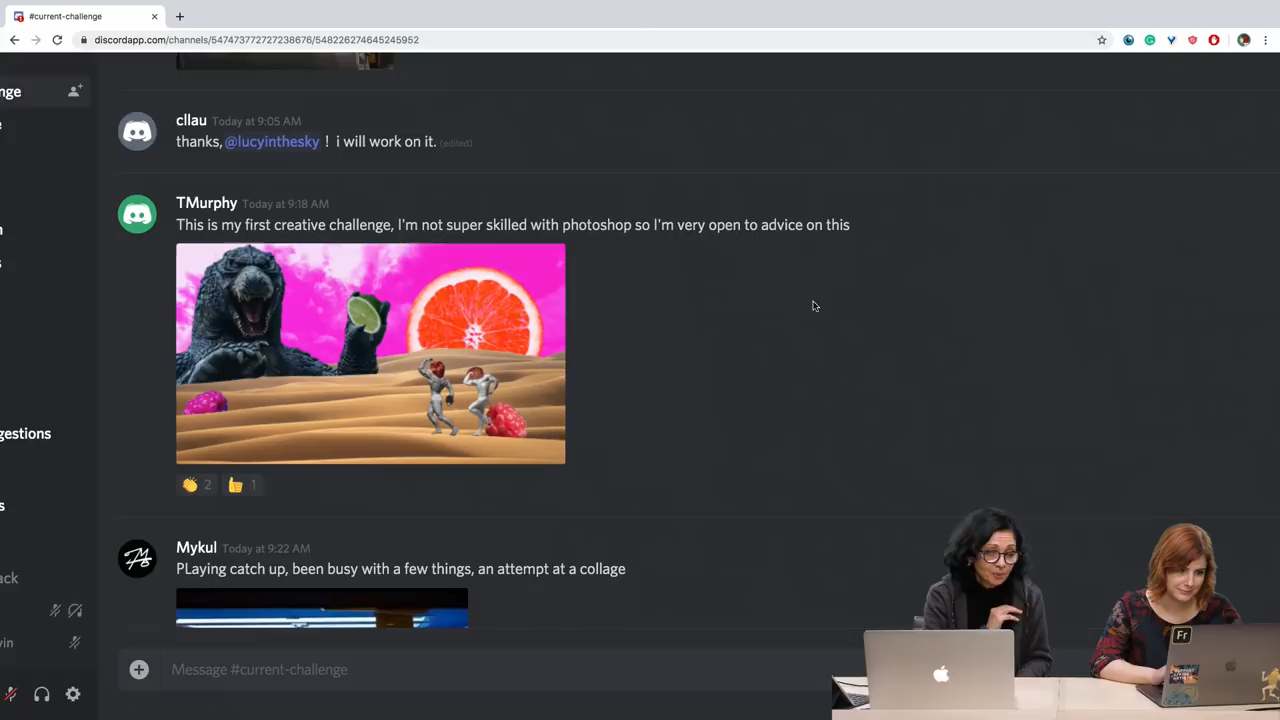 #current-challenge
discordapp.com/channels/547473772727238676/548226274645245952
nge
cllau Today at 9:05 AM
thanks, @lucyinthesky ! i will work on it. (edited)
TMurphy Today at 9:18 AM
This is my first creative challenge, I'm not super skilled with photoshop so I'm very open to advice on this
2 1
gestions
s
Mykul Today at 9:22 AM
PLaying catch up, been busy with a few things, an attempt at a collage
ack
vin
Message #current-challenge
Fr